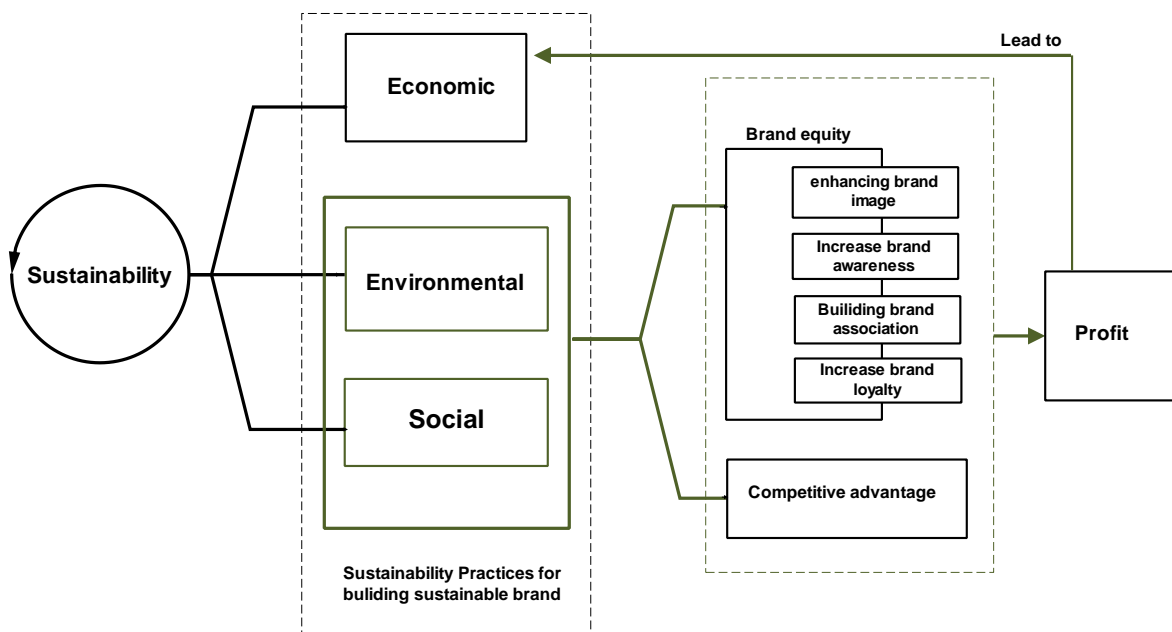 Lead to
Economic
Brand equity
enhancing brand
image
Increase brand
awareness
Sustainability
Environmental
Builiding brand
association
Profit
Increase brand
loyalty
Social
Competitive advantage
Sustainability Practices for
buliding sustainable brand